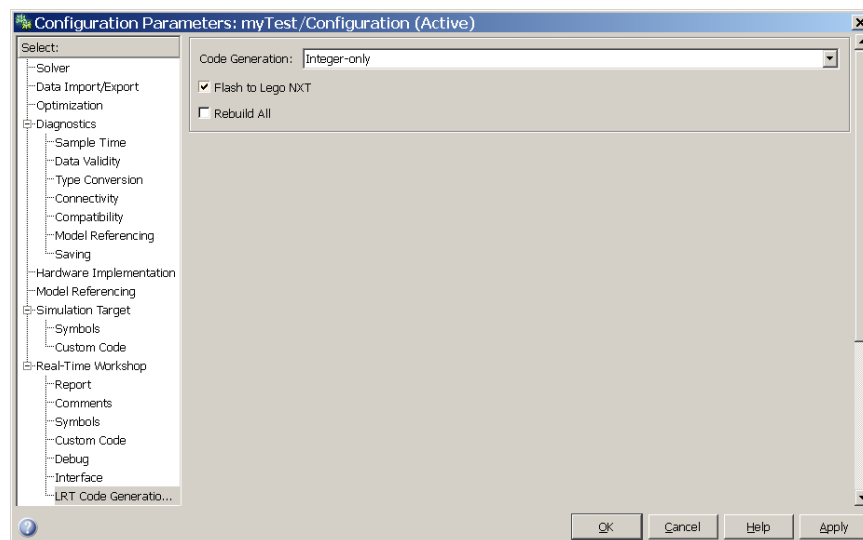 Configuration Parameters: myTest/Configuration (Active)
Select:
Solver
Data Import/Export
Optimization
Diagnostics
Sample Time
Data Validity
Type Conversion
Connectivity
Compatibility
Model Referencing
Saving
Hardware Implementation
Model Referencing
Simulation Target
Symbols
Custom Code
Real-Time Workshop
Report
Comments
Symbols
Custom Code
Debug
Interface
LRT Code Generatio...
Code Generation: Integer-only
Flash to Lego NXT
Rebuild All
OK Cancel Help Apply